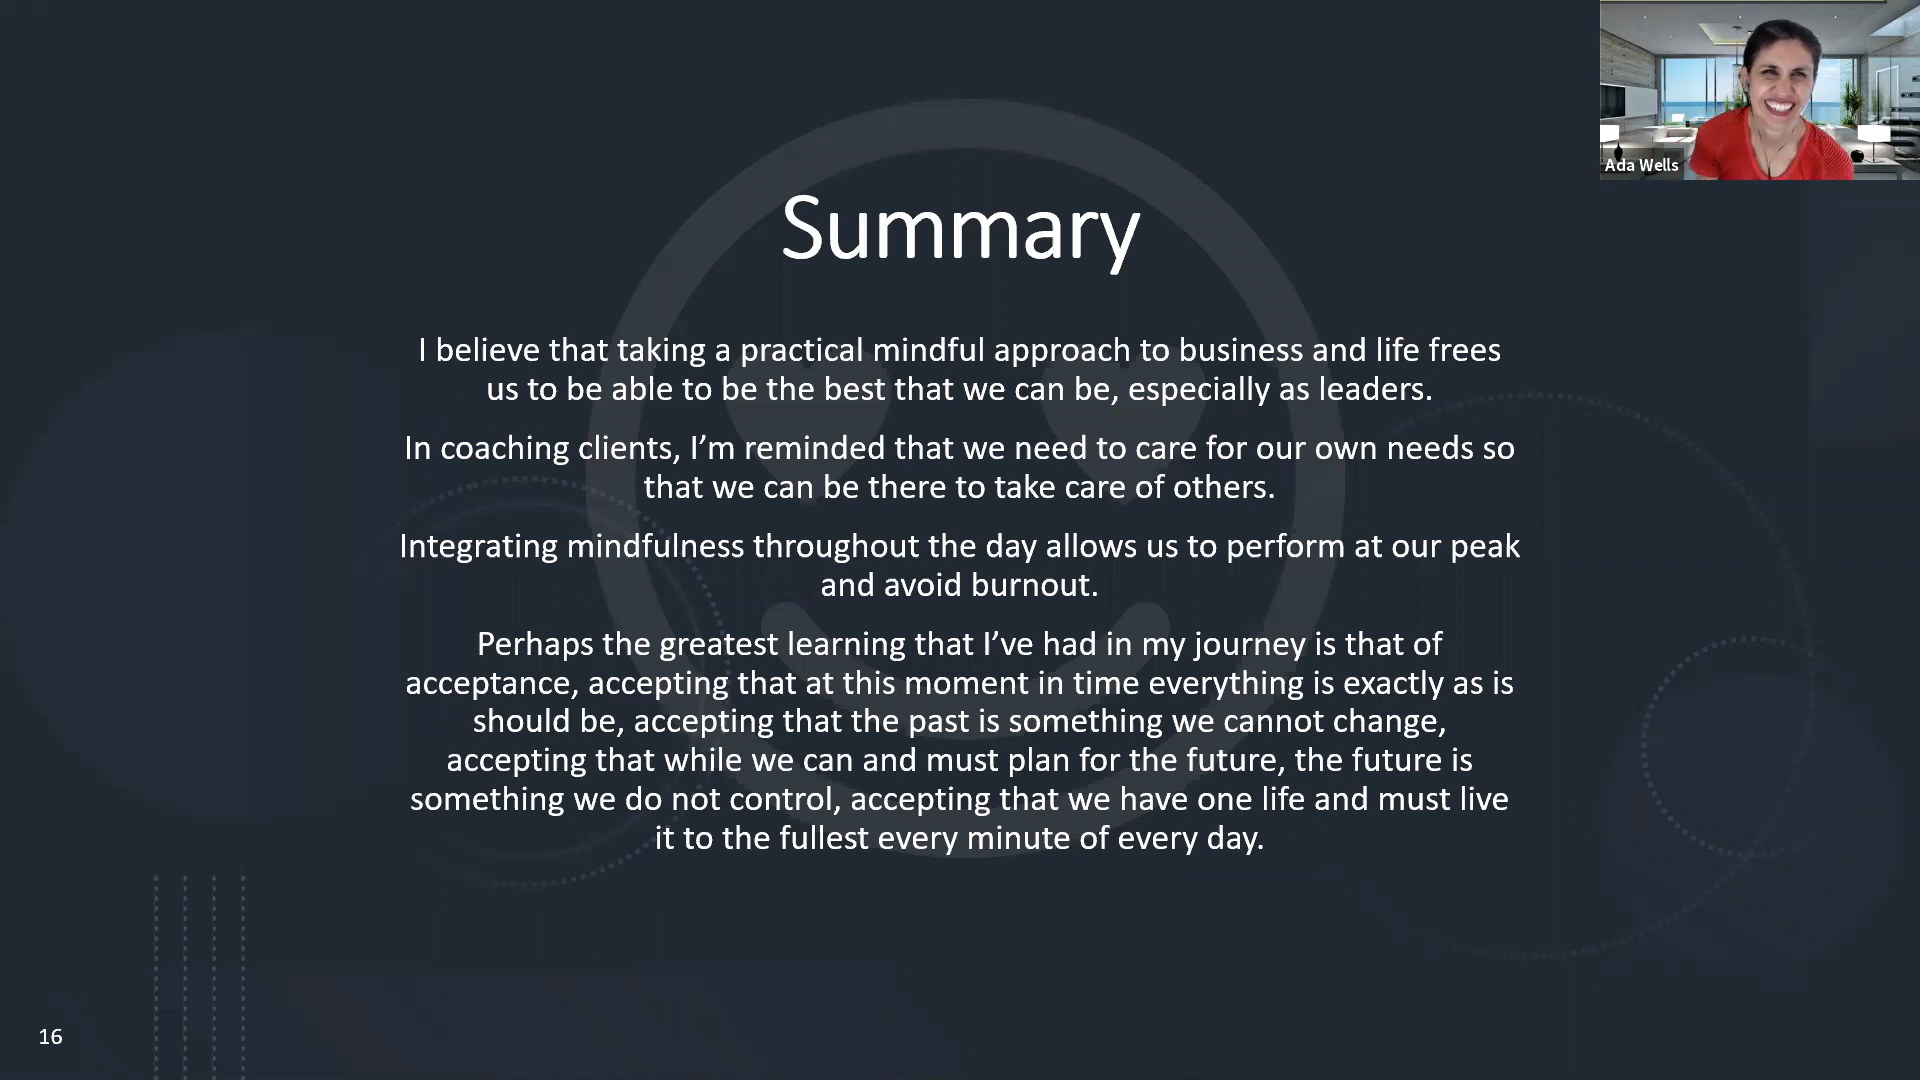 Ada Wells
Summary
I believe that taking a practical mindful approach to business and life frees
us to be able to be the best that we can be, especially as leaders.
In coaching clients, I’m reminded that we need to care for our own needs so
that we can be there to take care of others.
Integrating mindfulness throughout the day allows us to perform at our peak
and avoid burnout.
Perhaps the greatest learning that I’ve had in my journey is that of
acceptance, accepting that at this moment in time everything is exactly as is
should be, accepting that the past is something we cannot change,
accepting that while we can and must plan for the future, the future is
something we do not control, accepting that we have one life and must live
it to the fullest every minute of every day.
16